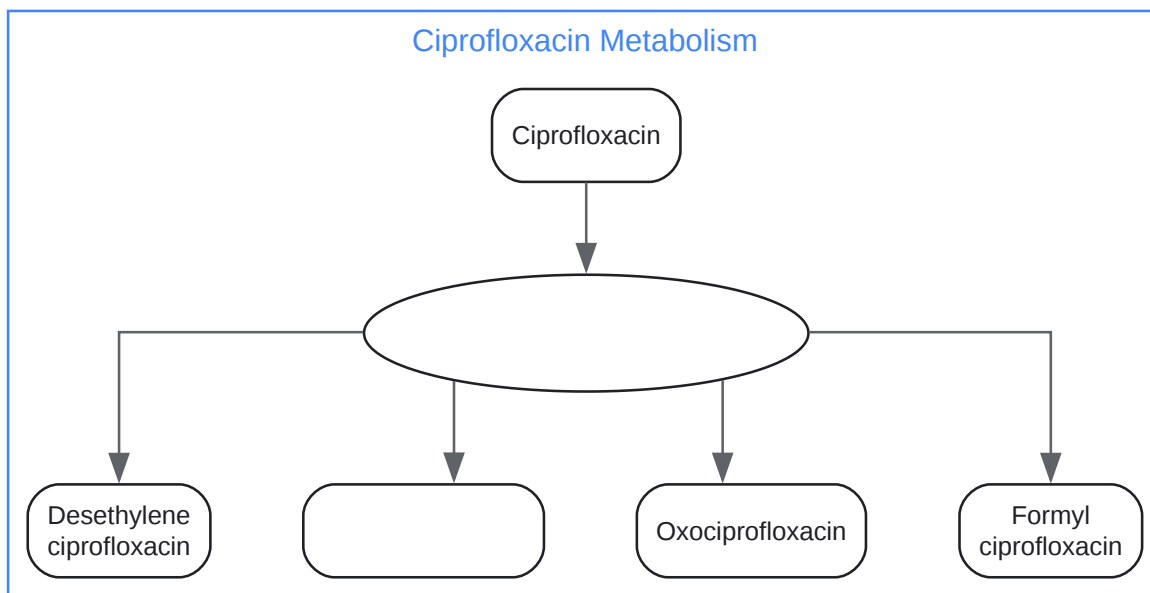 Ciprofloxacin Metabolism
Ciprofloxacin
Desethylene
ciprofloxacin
Oxociprofloxacin
Formyl
ciprofloxacin